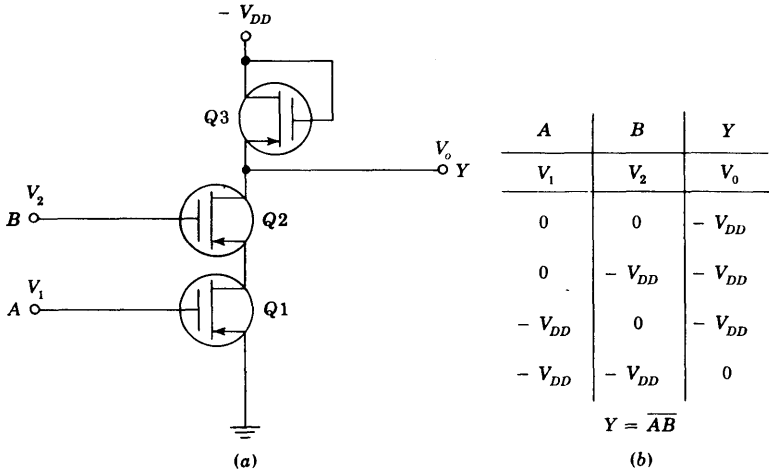 − V_DD
Q3
V_o
Y
V_2
B
Q2
V_1
A
Q1
(a)
A B Y
V_1 V_2 V_0
0 0 − V_DD
0 − V_DD − V_DD
− V_DD 0 − V_DD
− V_DD − V_DD 0
Y = \overline{AB}
(b)